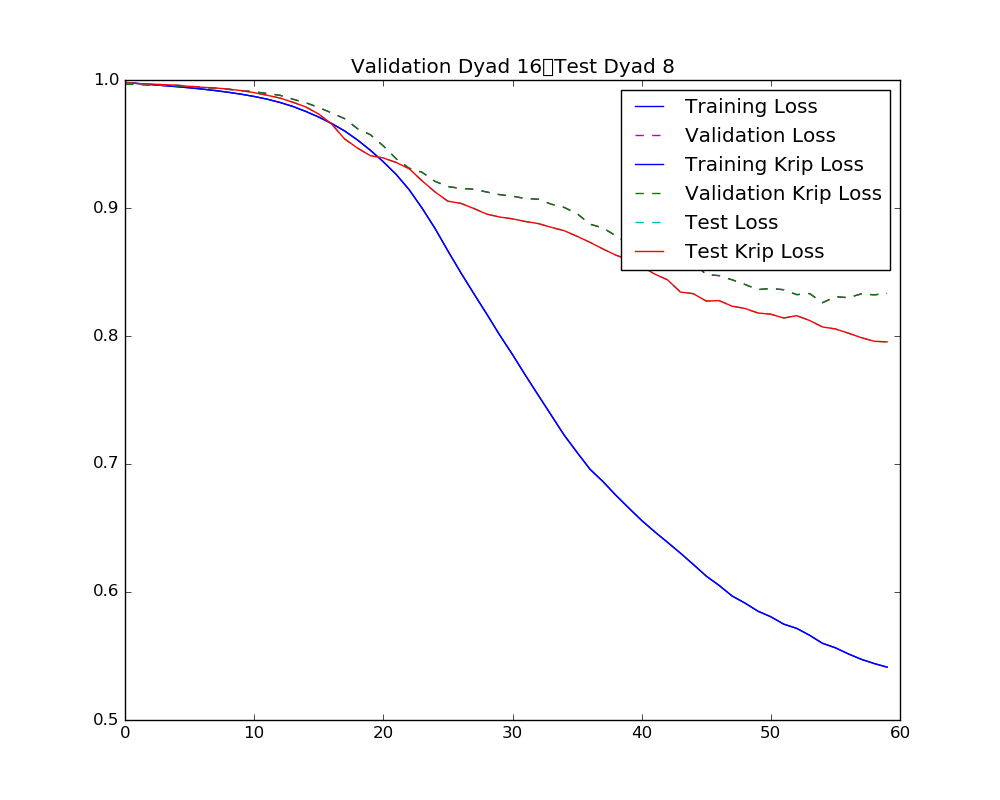 Validation Dyad 16▯Test Dyad 8
1.0
0.9
0.8
0.7
0.6
0.5
0
10
20
30
40
50
60
Training Loss
Validation Loss
Training Krip Loss
Validation Krip Loss
Test Loss
Test Krip Loss